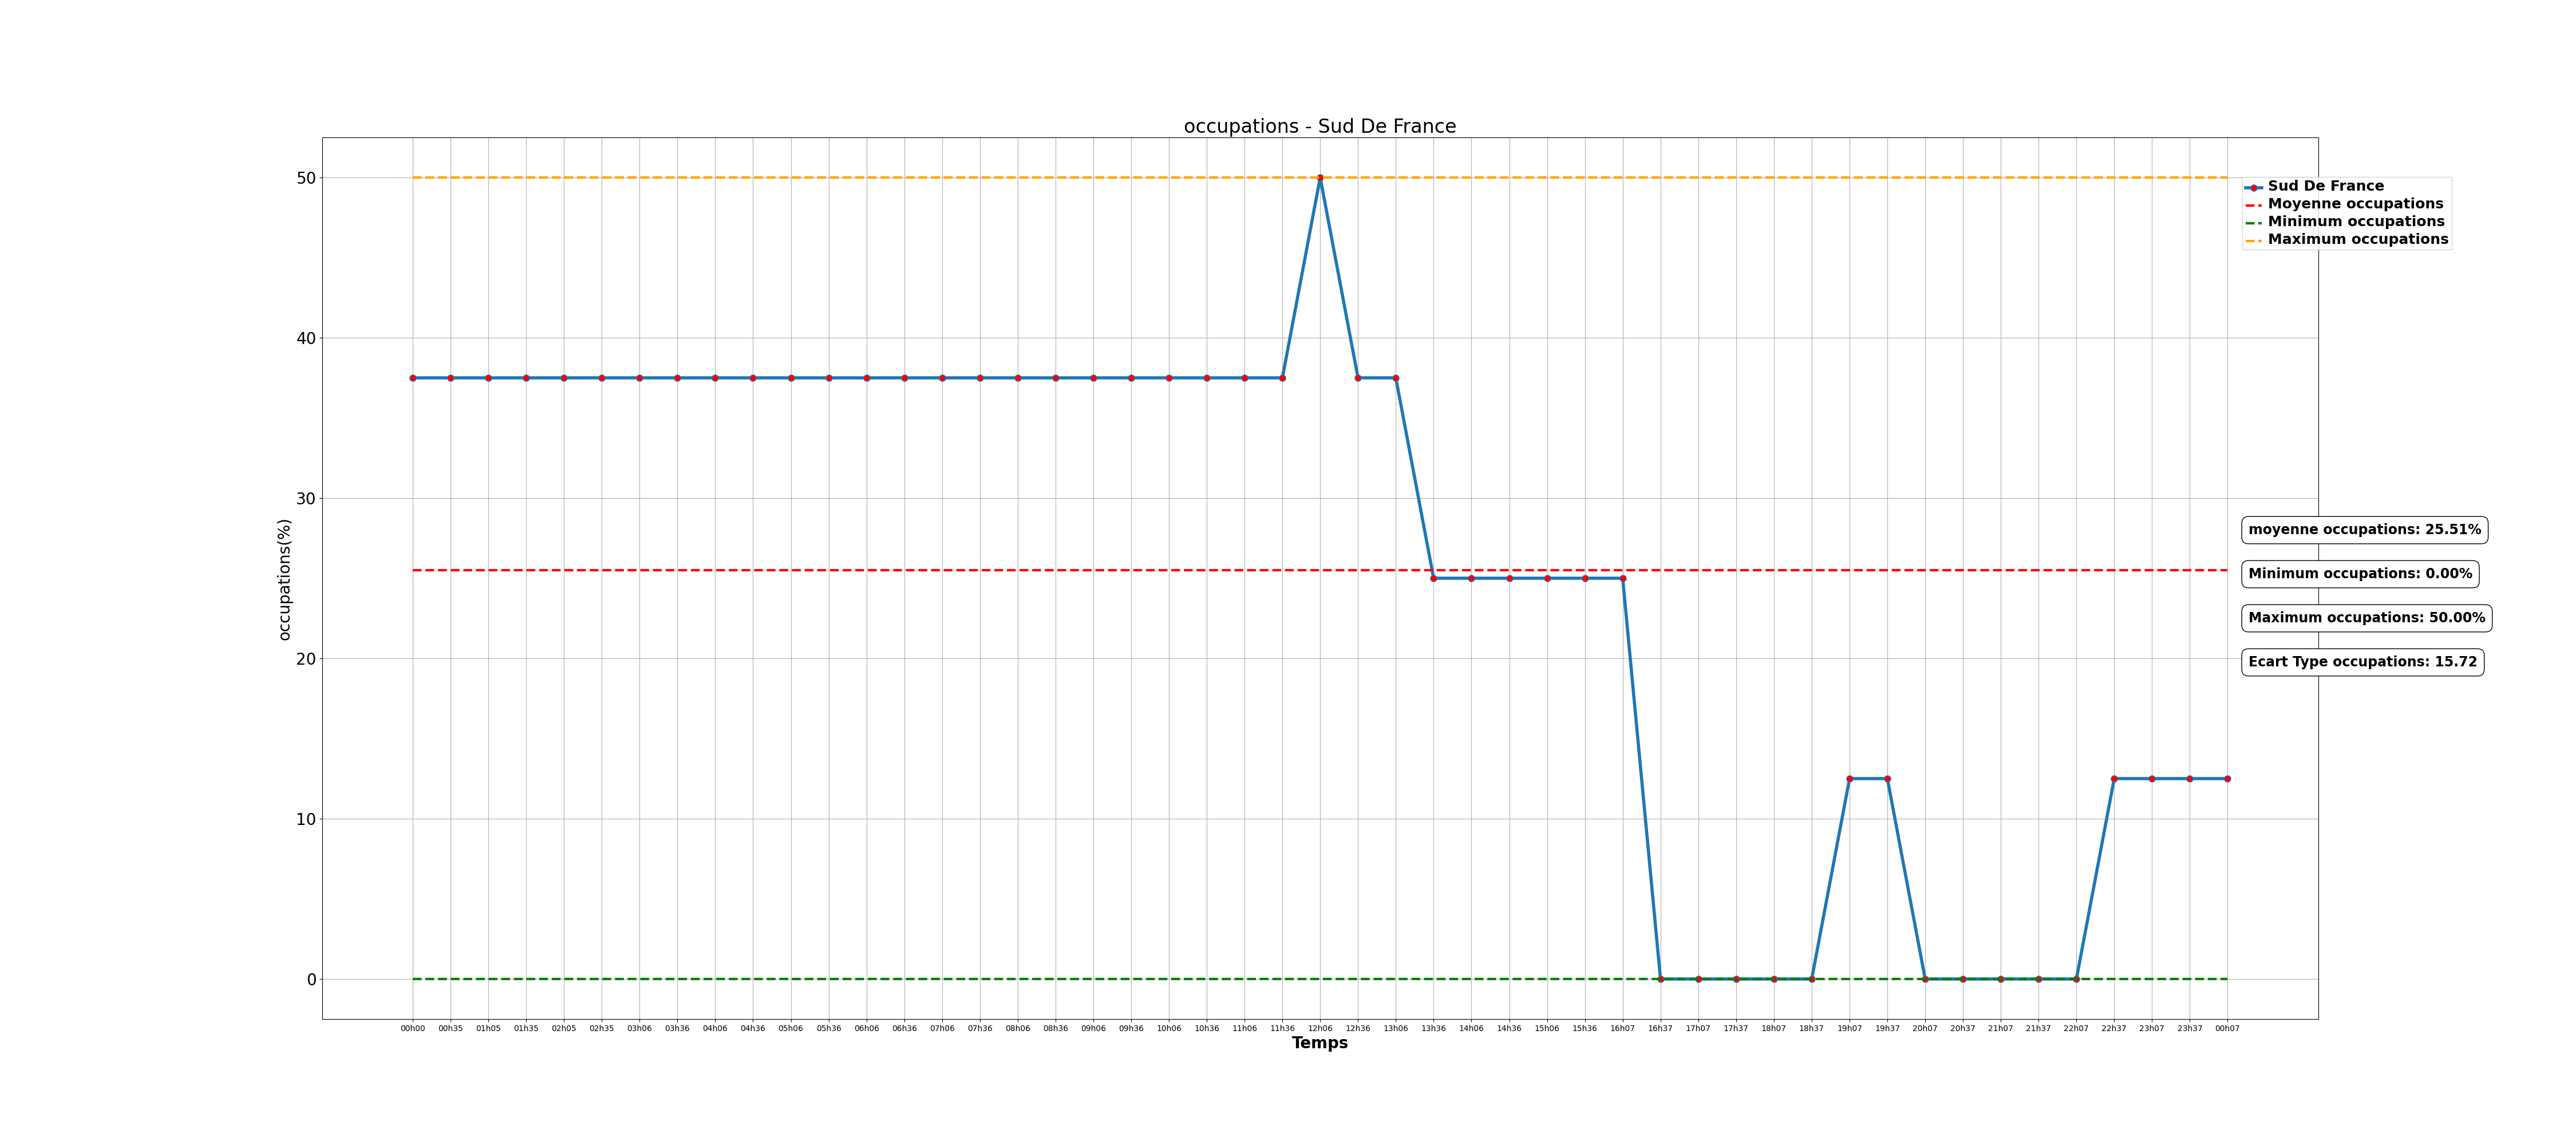 occupations - Sud De France
50
40
30
20
10
0
occupations(%)
Sud De France
Moyenne occupations
Minimum occupations
Maximum occupations
moyenne occupations: 25.51%
Minimum occupations: 0.00%
Maximum occupations: 50.00%
Ecart Type occupations: 15.72
00h00 00h35 01h05 01h35 02h05 02h35 03h06 03h36 04h06 04h36 05h06 05h36 06h06 06h36 07h06 07h36 08h06 08h36 09h06 09h36 10h06 10h36 11h06 11h36 12h06 12h36 13h06 13h36 14h06 14h36 15h06 15h36 16h07 16h37 17h07 17h37 18h07 18h37 19h07 19h37 20h07 20h37 21h07 21h37 22h07 22h37 23h07 23h37 00h07
Temps